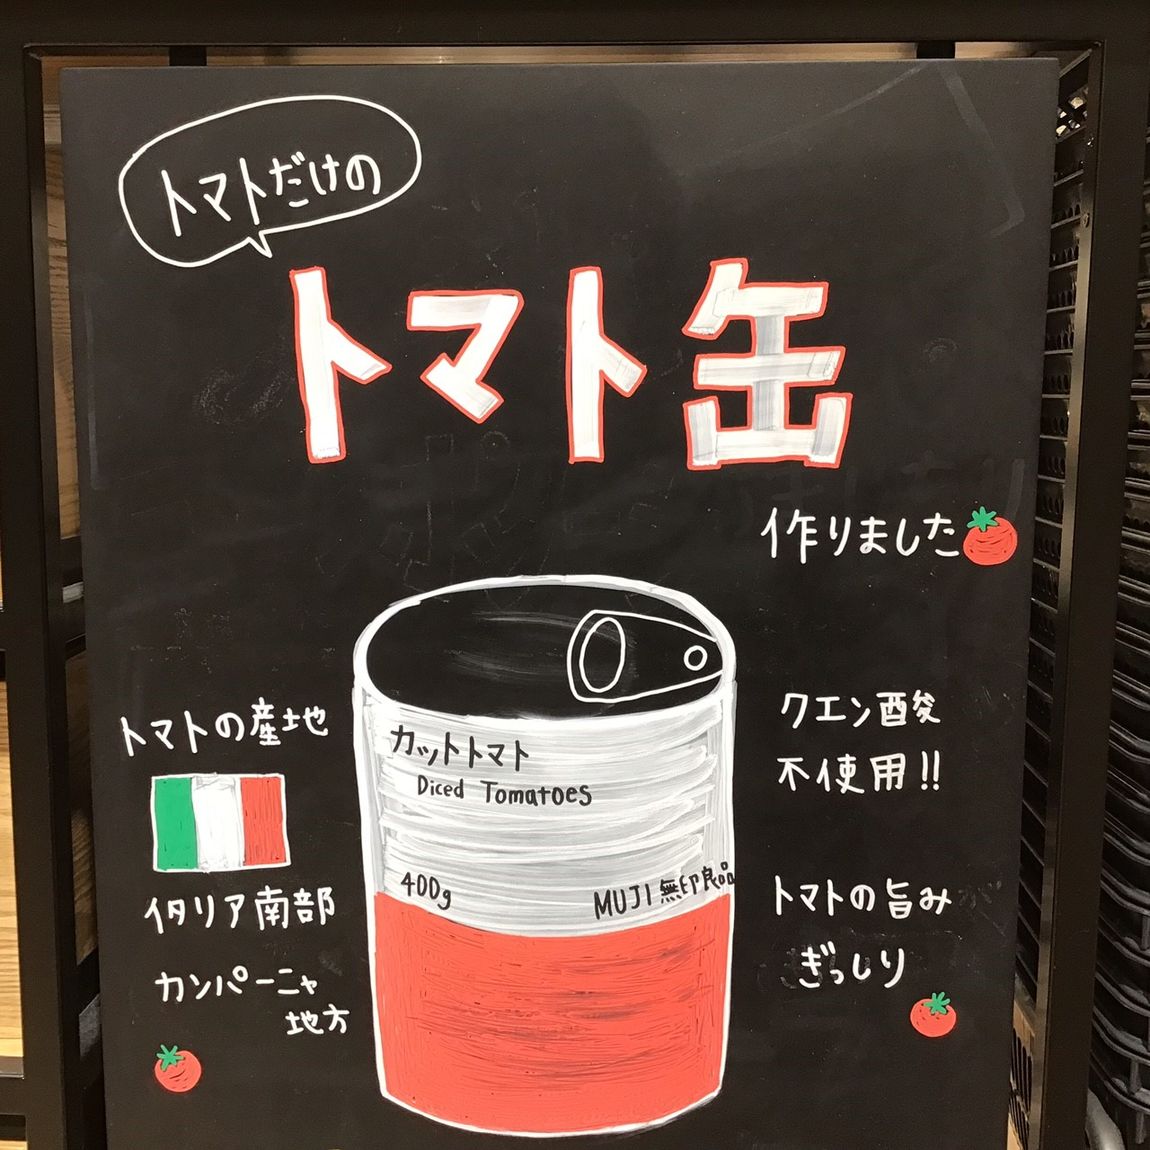 トマトだけの
トマト缶
作りました
トマトの産地
イタリア南部
カンパーニャ
地方
カットトマト
Diced Tomatoes
400g
MUJI 無印良品
クエン酸
不使用!!
トマトの旨み
ぎっしり